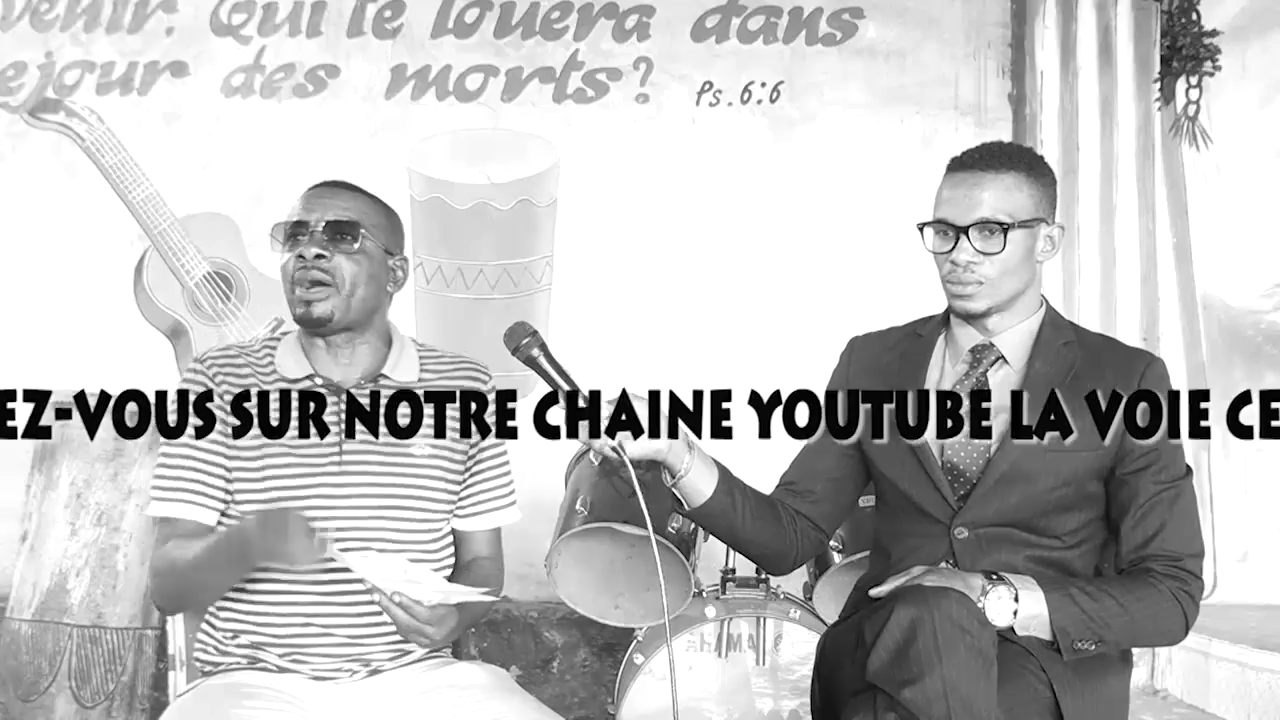 venir. Qui te louera dans
ejour des morts?
Ps. 6:6
EZ-VOUS SUR NOTRE CHAINE YOUTUBE LA VOIE CE